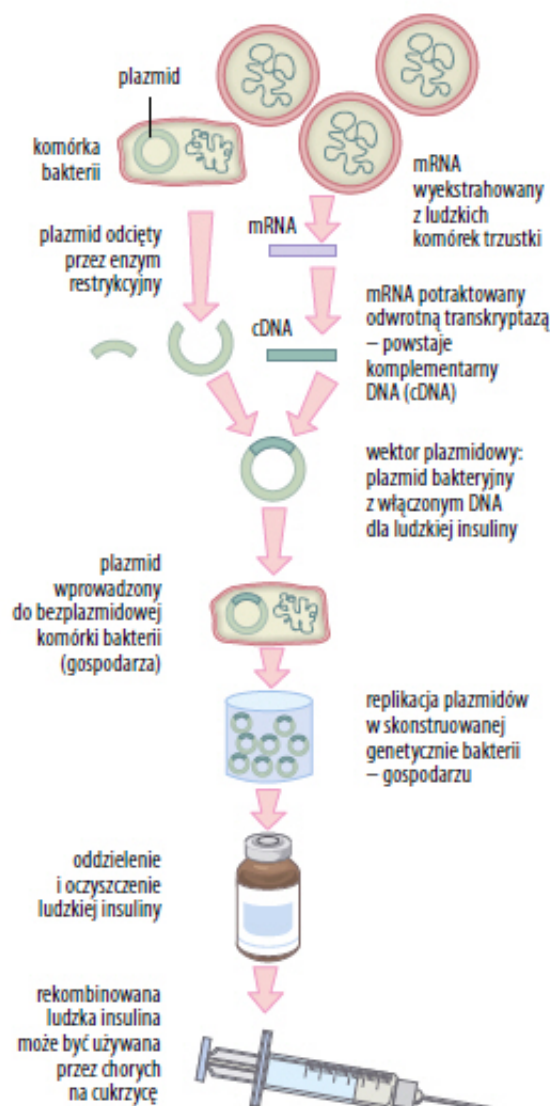 plazmid
komórka
bakterii
mRNA
wyekstrahowany
z ludzkich
komórek trzustki
plazmid odcięty
przez enzym
restrykcyjny
mRNA
cDNA
mRNA potraktowany
odwrotną transkryptazą
– powstaje
komplementarny
DNA (cDNA)
wektor plazmidowy:
plazmid bakteryjny
z włączonym DNA
dla ludzkiej insuliny
plazmid
wprowadzony
do bezplazmidowej
komórki bakterii
(gospodarza)
replikacja plazmidów
w skonstruowanej
genetycznie bakterii
– gospodarzu
oddzielenie
i oczyszczenie
ludzkiej insuliny
rekombinowana
ludzka insulina
może być używana
przez chorych
na cukrzycę